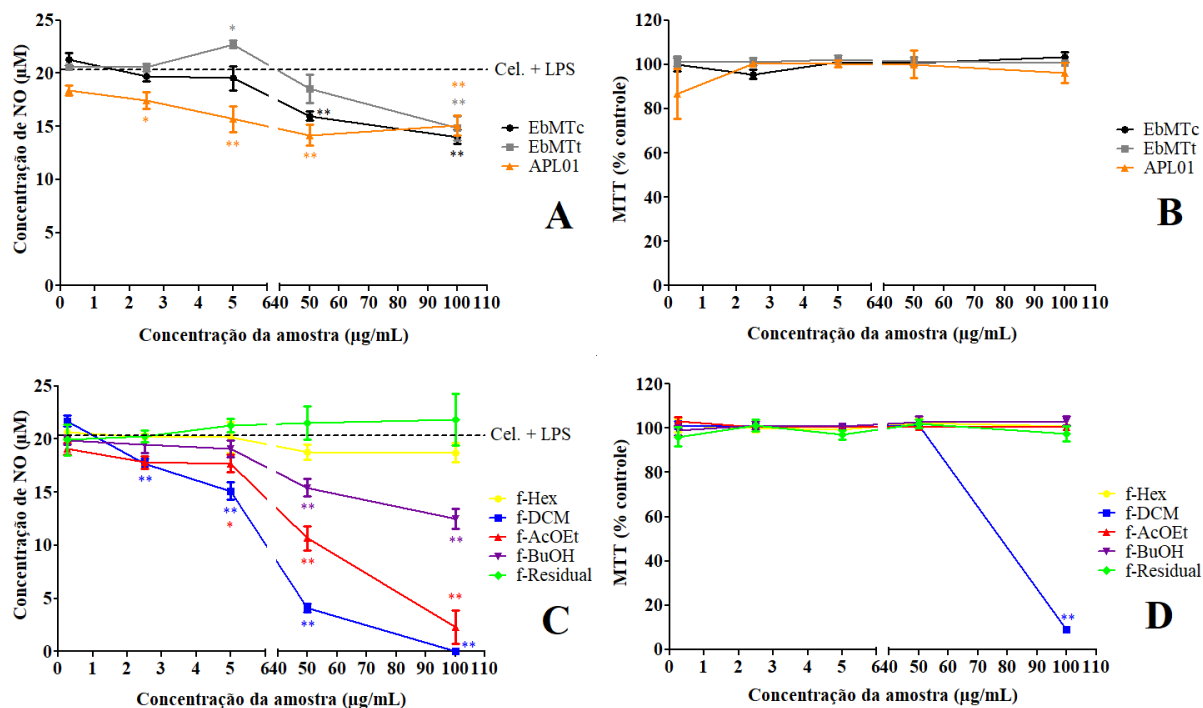 Concentração de NO (µM)
25
20
15
10
5
0
*
*
**
**
**
**
**
**
Cel. + LPS
EbMTc
EbMTt
APL01
A
0 1 2 3 4 5 6 40 50 60 70 80 90 100 110
Concentração da amostra (µg/mL)
MTT (% controle)
120
100
80
60
40
20
0
EbMTc
EbMTt
APL01
B
0 1 2 3 4 5 6 40 50 60 70 80 90 100 110
Concentração da amostra (µg/mL)
Concentração de NO (µM)
25
20
15
10
5
0
**
**
*
**
**
**
**
**
**
Cel. + LPS
f-Hex
f-DCM
f-AcOEt
f-BuOH
f-Residual
C
0 1 2 3 4 5 6 40 50 60 70 80 90 100 110
Concentração da amostra (µg/mL)
MTT (% controle)
120
100
80
60
40
20
0
**
f-Hex
f-DCM
f-AcOEt
f-BuOH
f-Residual
D
0 1 2 3 4 5 6 40 50 60 70 80 90 100 110
Concentração da amostra (µg/mL)